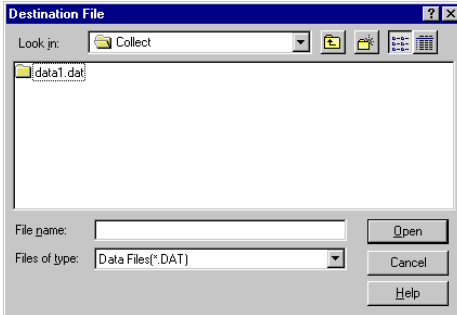 Destination File
Look in: Collect
data1.dat
File name: Open
Files of type: Data Files(*.DAT) Cancel
Help